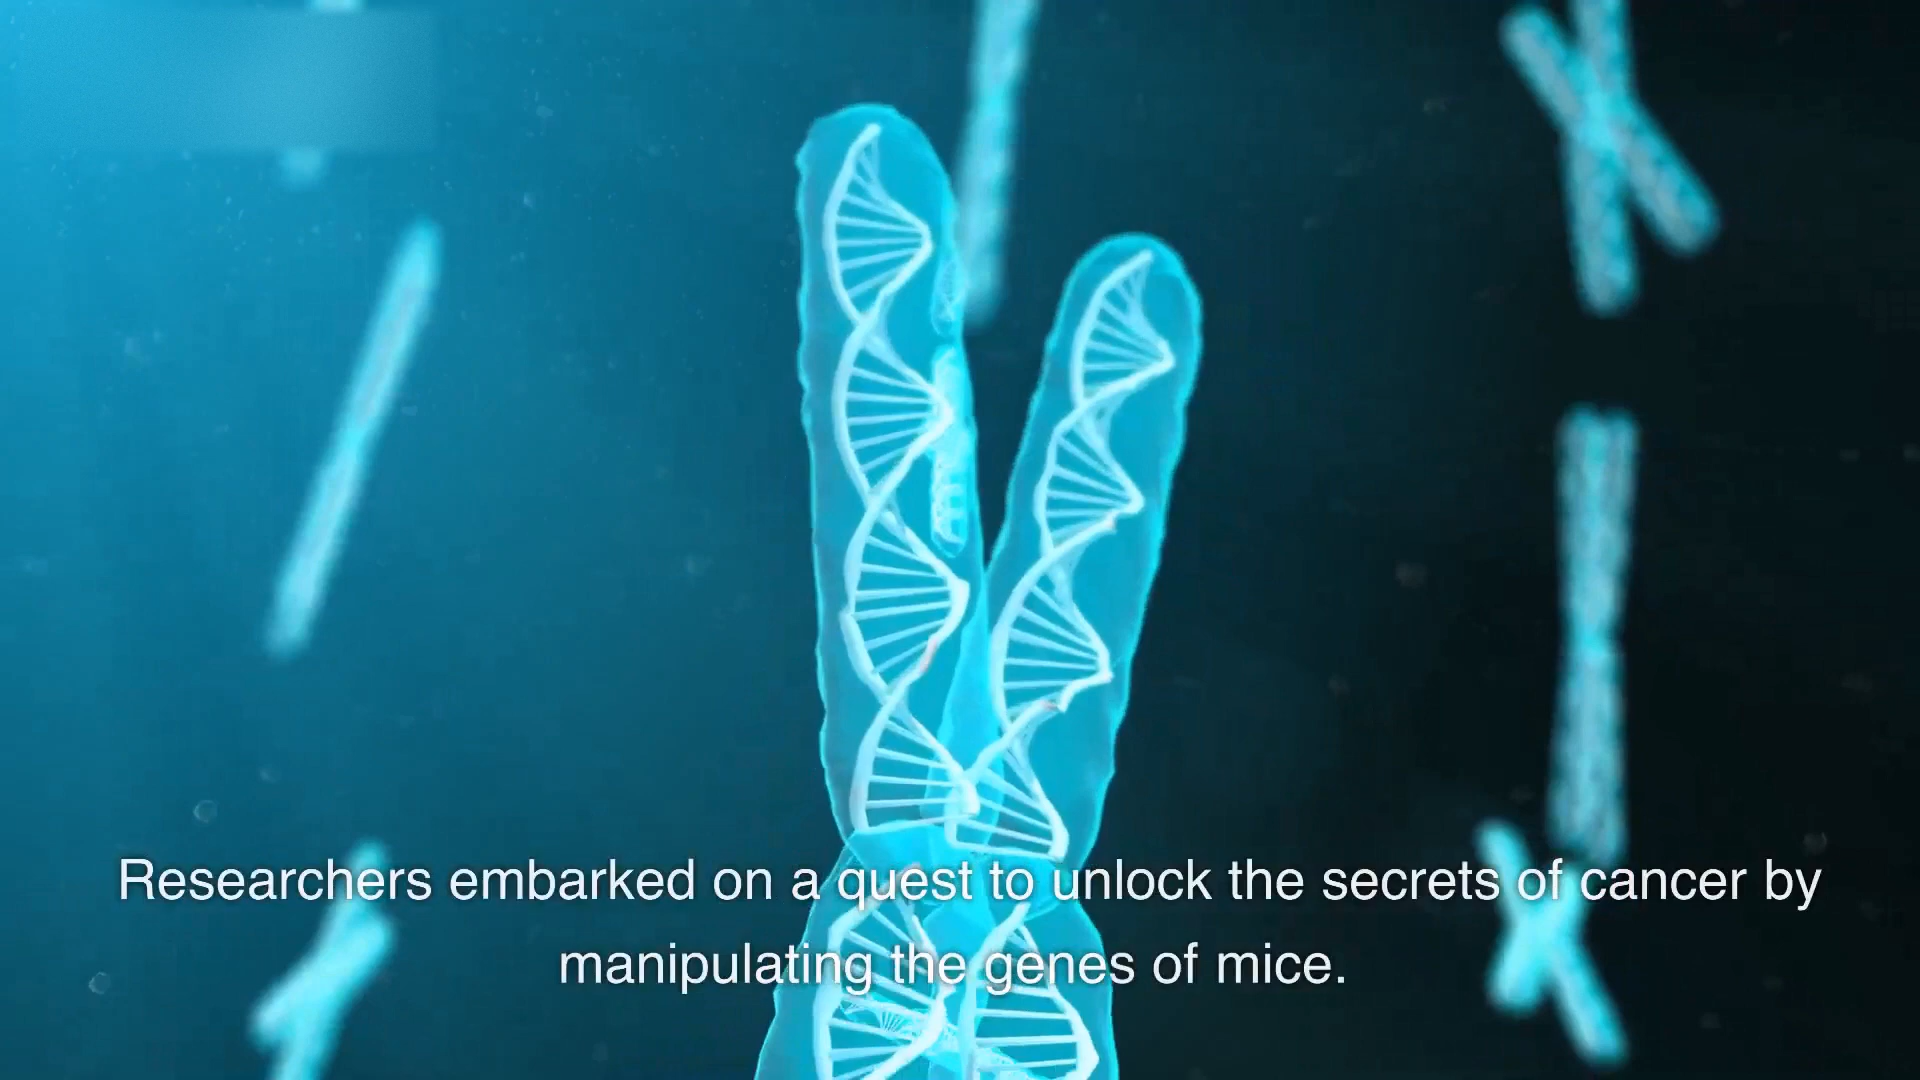 Researchers embarked on a quest to unlock the secrets of cancer by
manipulating the genes of mice.